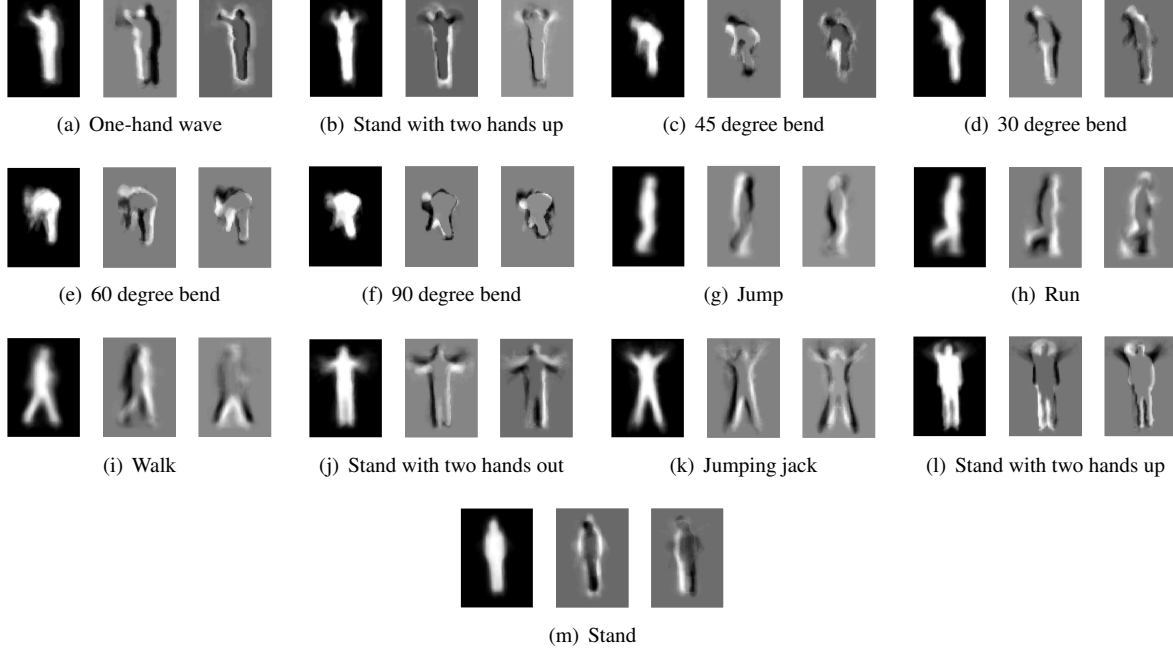 (a) One-hand wave
(b) Stand with two hands up
(c) 45 degree bend
(d) 30 degree bend
(e) 60 degree bend
(f) 90 degree bend
(g) Jump
(h) Run
(i) Walk
(j) Stand with two hands out
(k) Jumping jack
(l) Stand with two hands up
(m) Stand